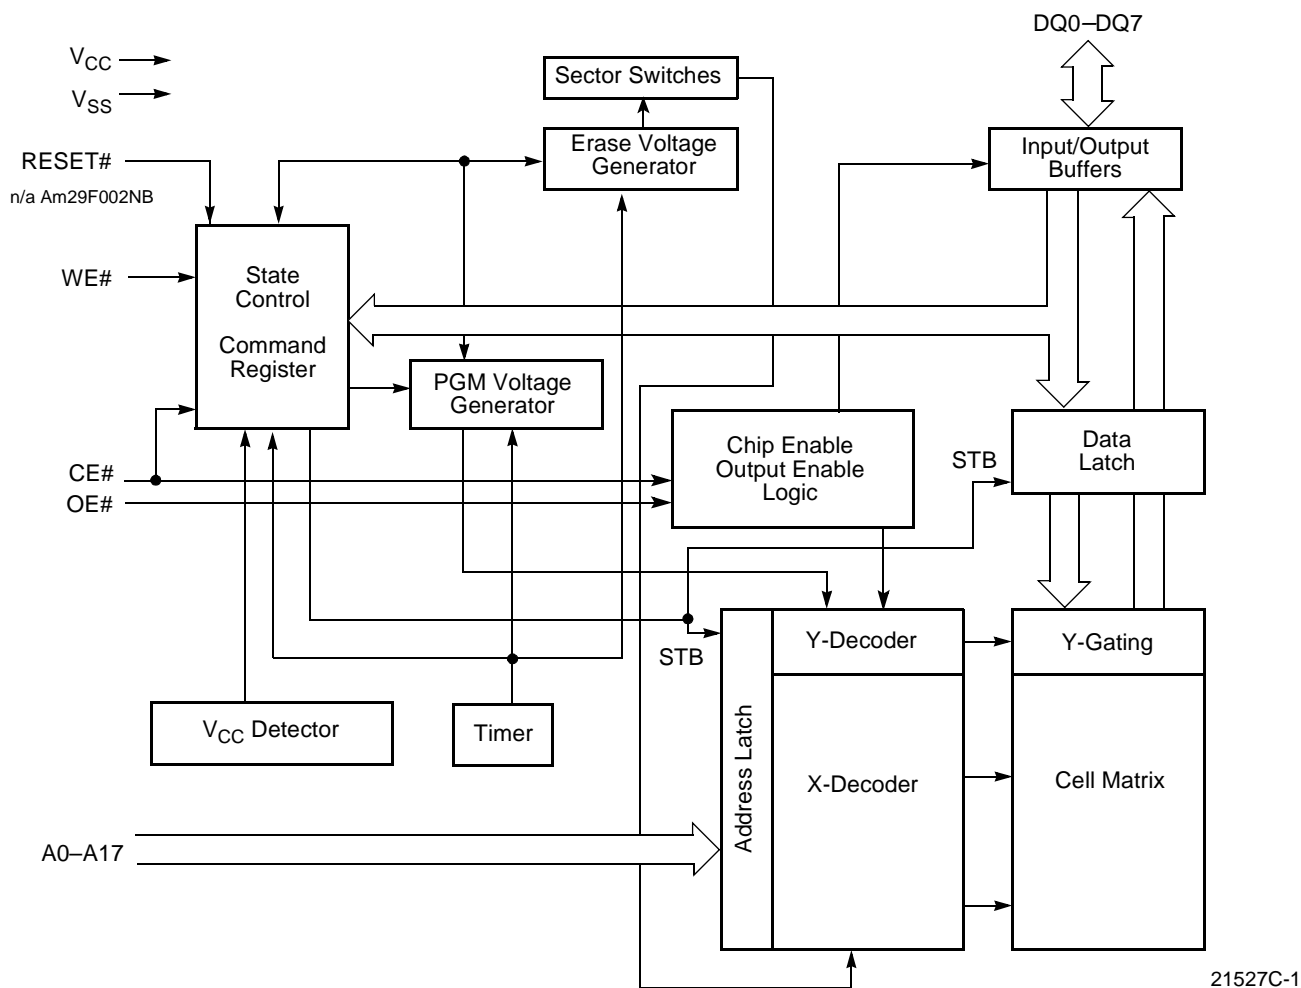 DQ0–DQ7
VCC
VSS
Sector Switches
Erase Voltage
Generator
Input/Output
Buffers
RESET#
n/a Am29F002NB
WE#
State
Control
Command
Register
PGM Voltage
Generator
Chip Enable
Output Enable
Logic
STB
Data
Latch
CE#
OE#
STB
Y-Decoder
Y-Gating
VCC Detector
Timer
Address Latch
X-Decoder
Cell Matrix
A0–A17
21527C-1